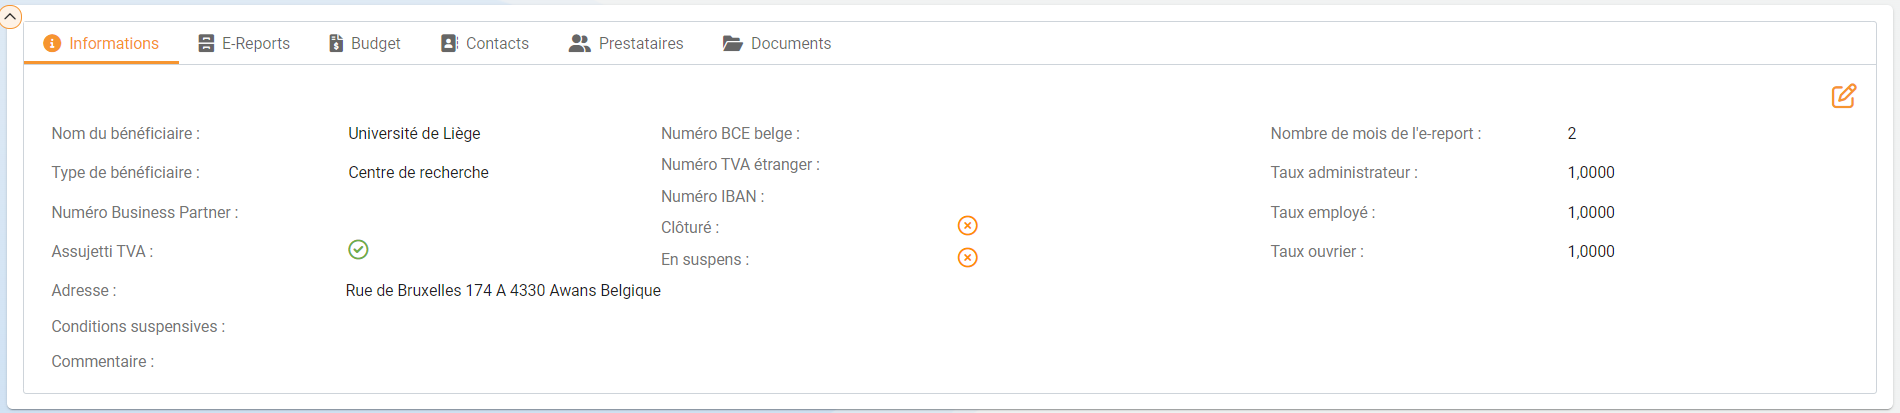 Informations E-Reports Budget Contacts Prestataires Documents
Nom du bénéficiaire : Université de Liège
Type de bénéficiaire : Centre de recherche
Numéro Business Partner :
Assujetti TVA :
Adresse : Rue de Bruxelles 174 A 4330 Awans Belgique
Conditions suspensives :
Commentaire :
Numéro BCE belge :
Numéro TVA étranger :
Numéro IBAN :
Clôturé :
En suspens :
Nombre de mois de l'e-report : 2
Taux administrateur : 1,0000
Taux employé : 1,0000
Taux ouvrier : 1,0000